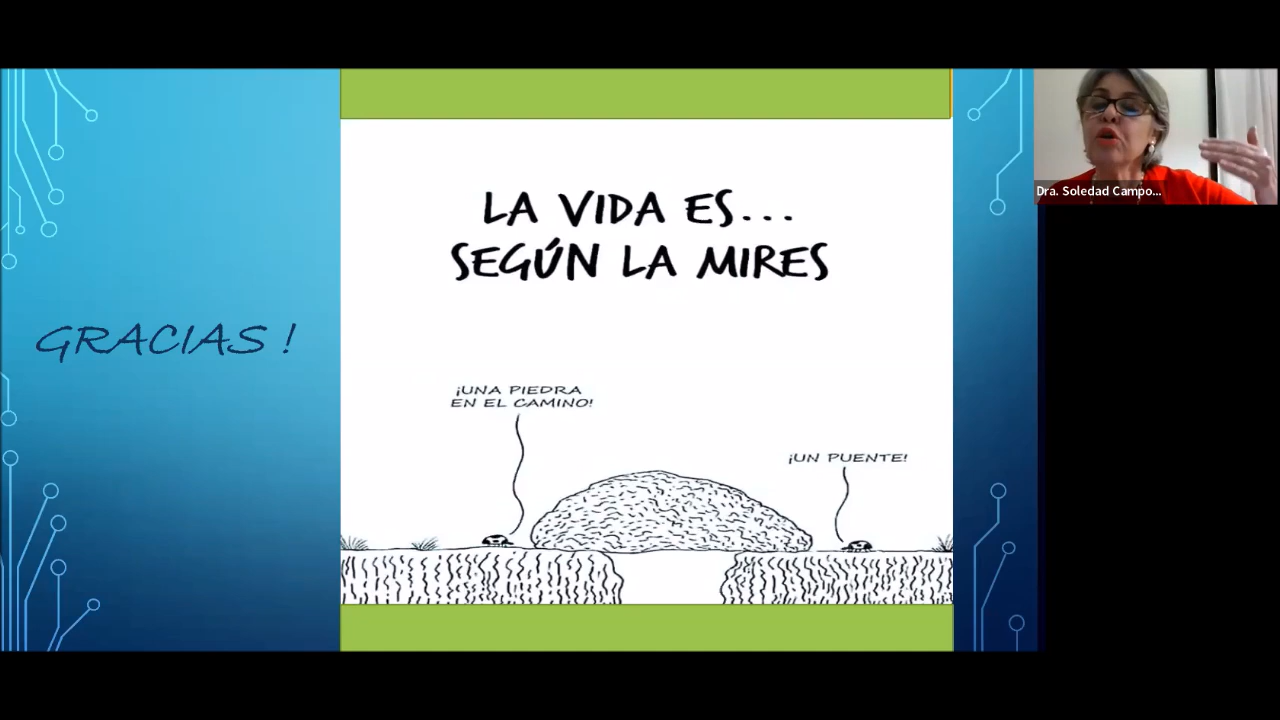 GRACIAS !
LA VIDA ES...
SEGÚN LA MIRES
¡UNA PIEDRA
EN EL CAMINO!
¡UN PUENTE!
Dra. Soledad Campo...